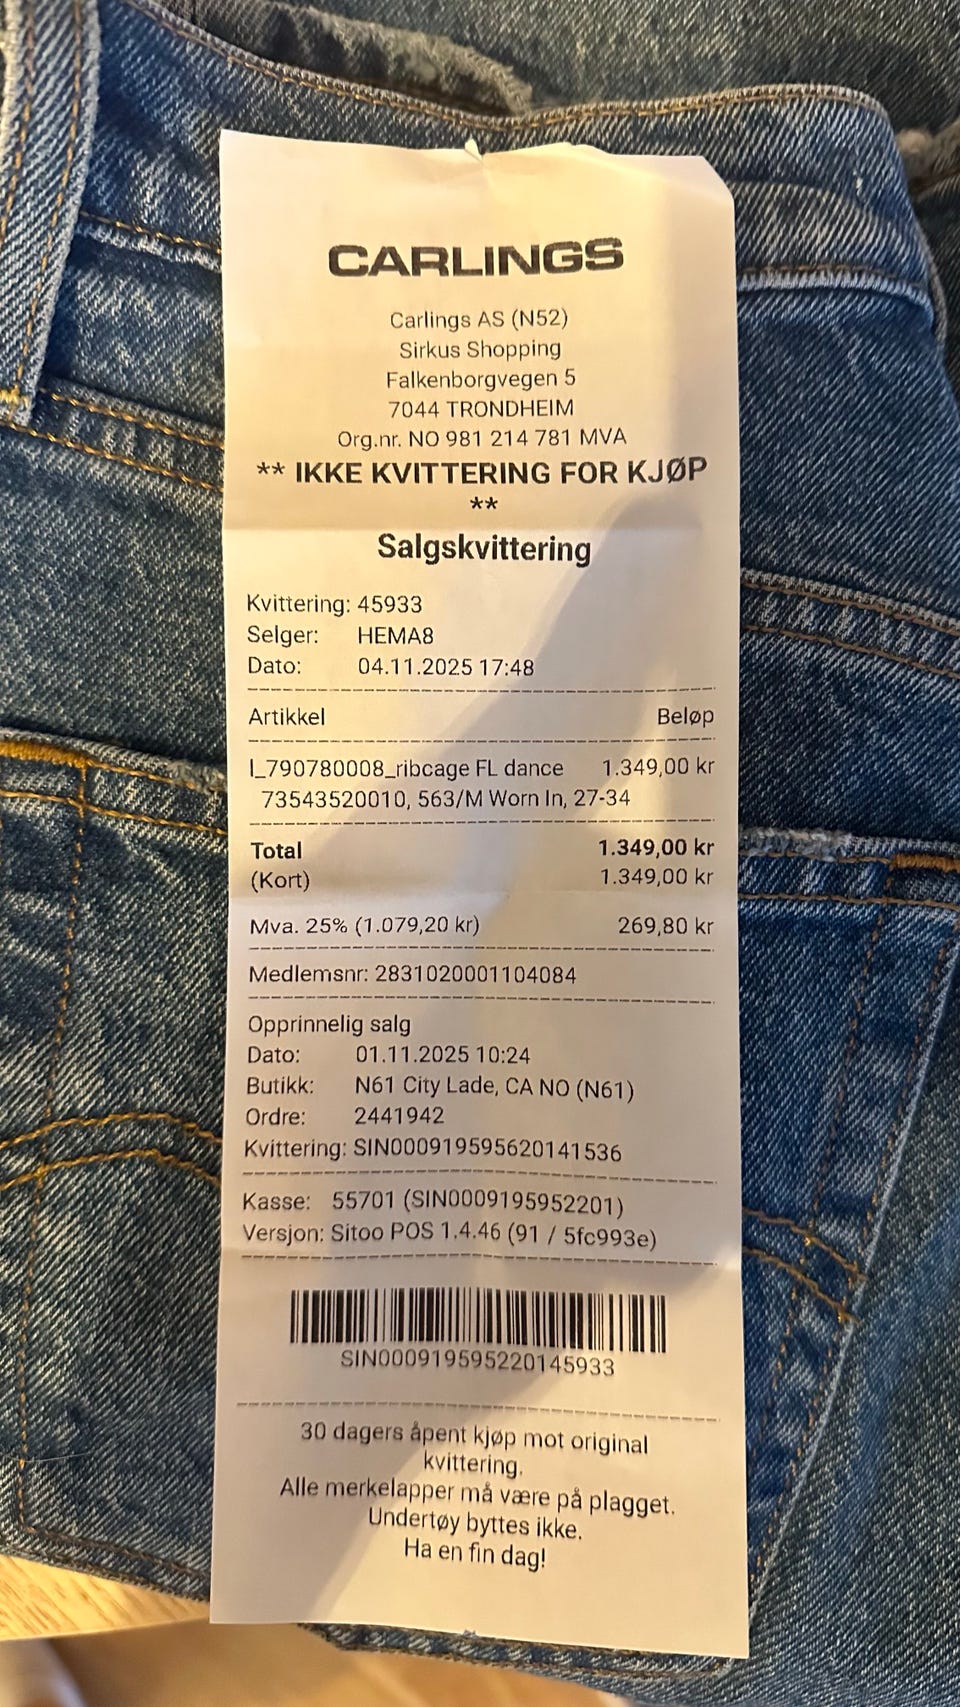 CARLINGS
Carlings AS (N52)
Sirkus Shopping
Falkenborgvegen 5
7044 TRONDHEIM
Org.nr. NO 981 214 781 MVA
** IKKE KVITTERING FOR KJØP
**
Salgskvittering
Kvittering: 45933
Selger: HEMA8
Dato: 04.11.2025 17:48
Artikkel Beløp
l_790780008_ribcage FL dance 1.349,00 kr
73543520010, 563/M Worn In, 27-34
Total 1.349,00 kr
(Kort) 1.349,00 kr
Mva. 25% (1.079,20 kr) 269,80 kr
Medlemsnr: 2831020001104084
Opprinnelig salg
Dato: 01.11.2025 10:24
Butikk: N61 City Lade, CA NO (N61)
Ordre: 2441942
Kvittering: SIN000919595620141536
Kasse: 55701 (SIN0009195952201)
Versjon: Sitoo POS 1.4.46 (91 / 5fc993e)
SIN000919595220145933
30 dagers åpent kjøp mot original
kvittering.
Alle merkelapper må være på plagget.
Undertøy byttes ikke.
Ha en fin dag!